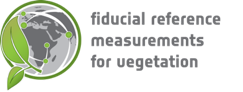 fiducial reference
measurements
for vegetation